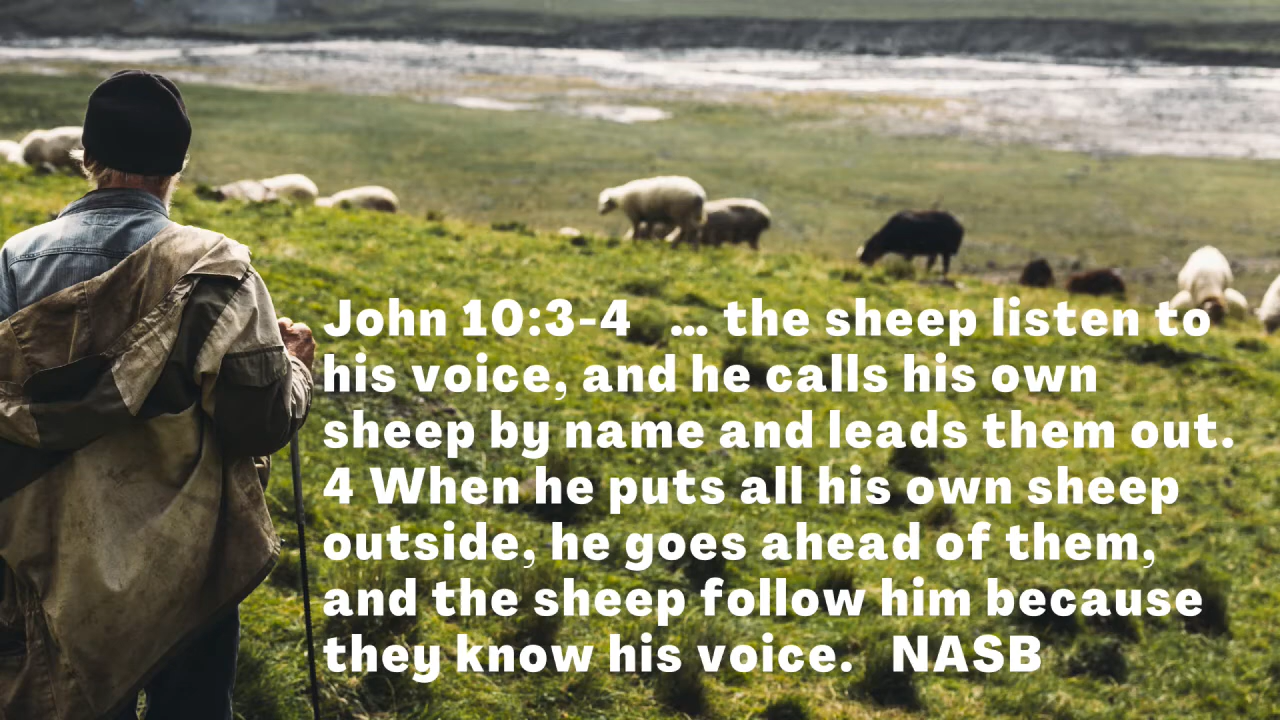 John 10:3-4 ... the sheep listen to
his voice, and he calls his own
sheep by name and leads them out.
4 When he puts all his own sheep
outside, he goes ahead of them,
and the sheep follow him because
they know his voice. NASB